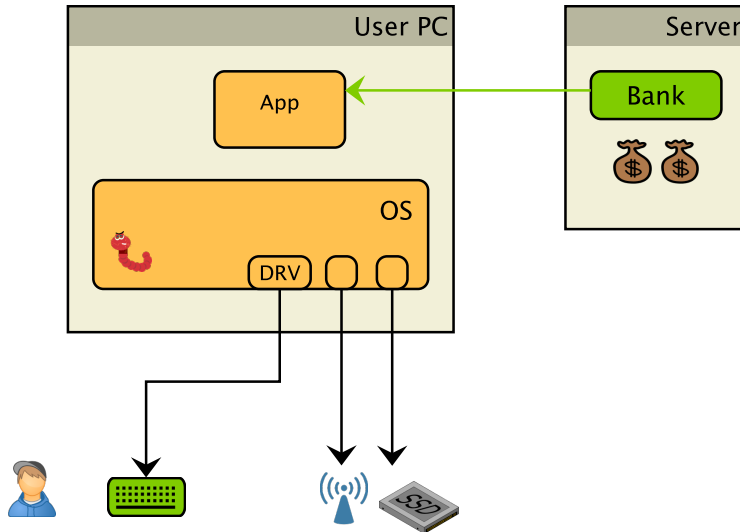 User PC
Server
App
Bank
$ $
OS
DRV
SSD